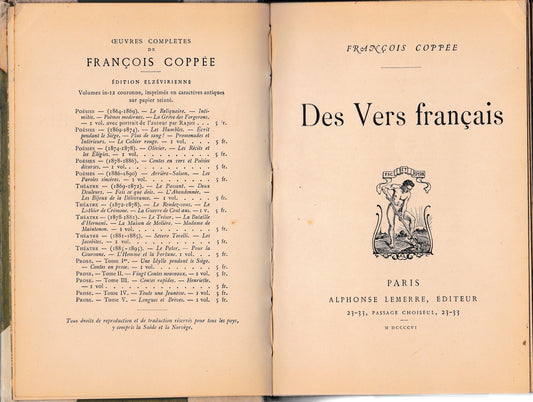 ŒUVRES COMPLÈTES
DE
FRANÇOIS COPPÉE
ÉDITION ELZÉVIRIENNE
Volumes in-12 couronne, imprimés en caractères antiques
sur papier teinté.
POÉSIES — (1864-1869). — Le Reliquaire. — Inti-
mités. — Poèmes modernes. — La Grève des Forgerons.
— 1 vol. avec portrait de l'auteur par RAJON . . . 5 fr.
POÉSIES — (1869-1874). — Les Humbles. — Écrit
pendant le Siège. — Plus de sang! — Promenades et
Intérieurs. — Le Cahier rouge. — 1 vol. . . . . 5 fr.
POÉSIES — (1874-1878). — Olivier. — Les Récits et
les Élégies. — 1 vol. . . . . . 5 fr.
POÉSIES — (1878-1886). — Contes en vers et Poésies
diverses. — 1 vol. . . . . . 5 fr.
POÉSIES — (1886-1890) — Arrière-Saison. — Les
Paroles sincères. — 1 vol. . . . . . 5 fr.
THÉATRE — (1869-1872). — Le Passant. — Deux
Douleurs. — Fais ce que dois. — L'Abandonnée. —
Les Bijoux de la Délivrance. — 1 vol. . . . . 5 fr.
THÉATRE — (1872-1878). — Le Rendez-vous. — Le
Luthier de Crémone. — La Guerre de Cent ans. — 1 vol. 5 fr.
THÉATRE — (1878-1881). — Le Trésor. — La Bataille
d'Hernani. — La Maison de Molière. — Madame de
Maintenon. — 1 vol. . . . . . 5 fr.
THÉATRE — (1881-1885). — Severo Torelli. — Les
Jacobites. — 1 vol. . . . . . 5 fr.
THÉATRE — (1885-1895). — Le Pater. — Pour la
Couronne. — L'Homme et la Fortune. 1 vol. . . 5 fr.
PROSE. — Tome Ier. — Une Idylle pendant le Siège.
— Contes en prose. — 1 vol. . . . . . 5 fr.
PROSE. — Tome II. — Vingt Contes nouveaux. — 1 vol. 5 fr.
PROSE. — Tome III. — Contes rapides. — Henriette.
— 1 vol. . . . . . 5 fr.
PROSE. — Tome IV. — Toute une Jeunesse. — 1 vol. 5 fr.
PROSE. — Tome V. — Longues et Brèves. — 1 vol. 5 fr.
Tous droits de reproduction et de traduction réservés pour tous les pays,
y compris la Suède et la Norvège.
FRANÇOIS COPPÉE
Des Vers français
FAC ET SPERA
PARIS
ALPHONSE LEMERRE, ÉDITEUR
23-33, PASSAGE CHOISEUL, 23-33
M DCCCCVI